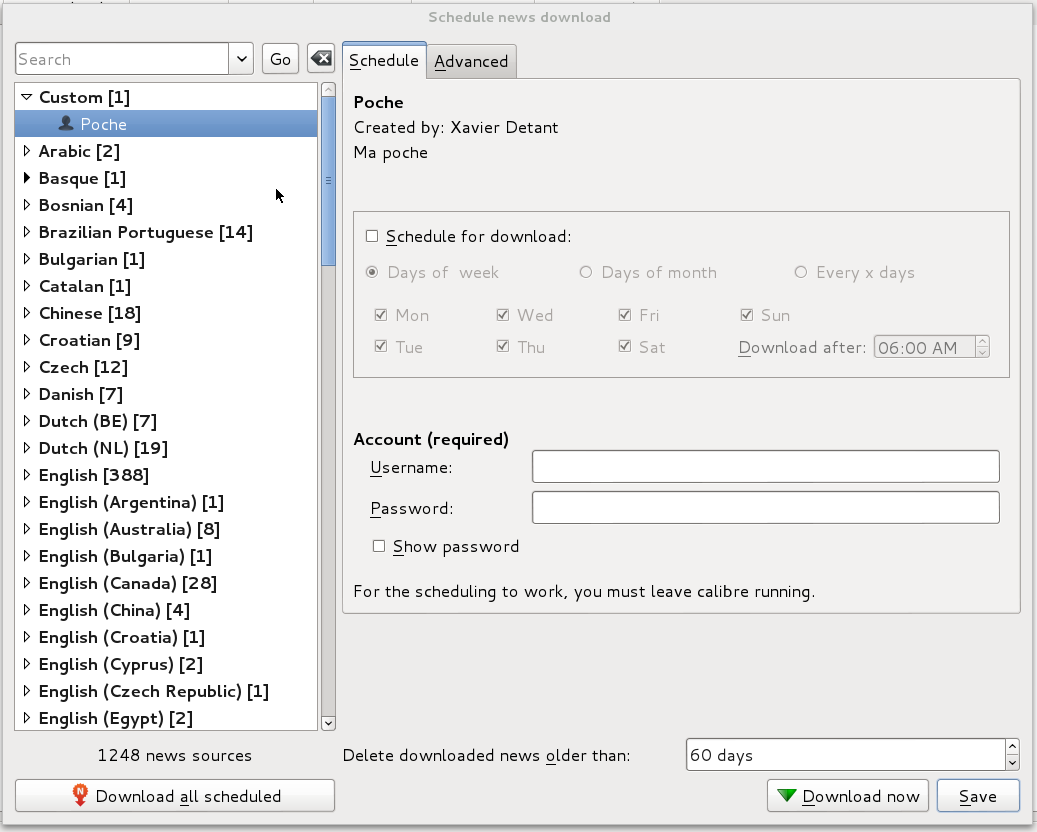 Schedule news download
Search
Go
Custom [1]
Poche
Arabic [2]
Basque [1]
Bosnian [4]
Brazilian Portuguese [14]
Bulgarian [1]
Catalan [1]
Chinese [18]
Croatian [9]
Czech [12]
Danish [7]
Dutch (BE) [7]
Dutch (NL) [19]
English [388]
English (Argentina) [1]
English (Australia) [8]
English (Bulgaria) [1]
English (Canada) [28]
English (China) [4]
English (Croatia) [1]
English (Cyprus) [2]
English (Czech Republic) [1]
English (Egypt) [2]
1248 news sources
N Download all scheduled
Schedule Advanced
Poche
Created by: Xavier Detant
Ma poche
Schedule for download:
Days of week Days of month Every x days
Mon Wed Fri Sun
Tue Thu Sat Download after: 06:00 AM
Account (required)
Username:
Password:
Show password
For the scheduling to work, you must leave calibre running.
Delete downloaded news older than: 60 days
Download now Save